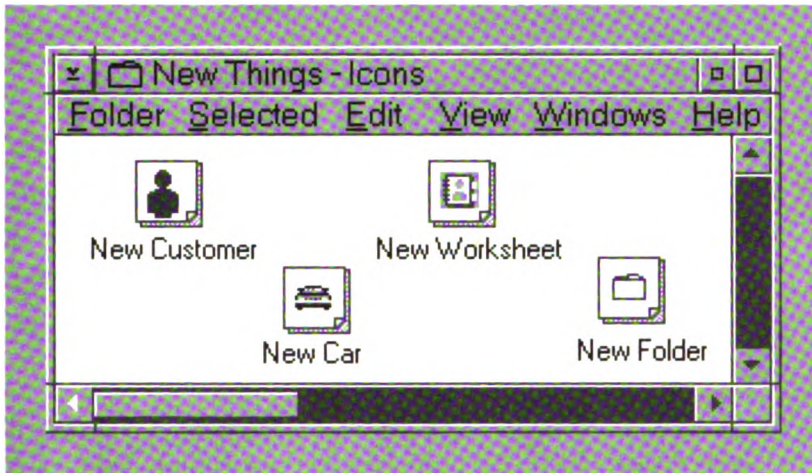 New Things - Icons
Folder Selected Edit View Windows Help
New Customer New Worksheet
New Car New Folder